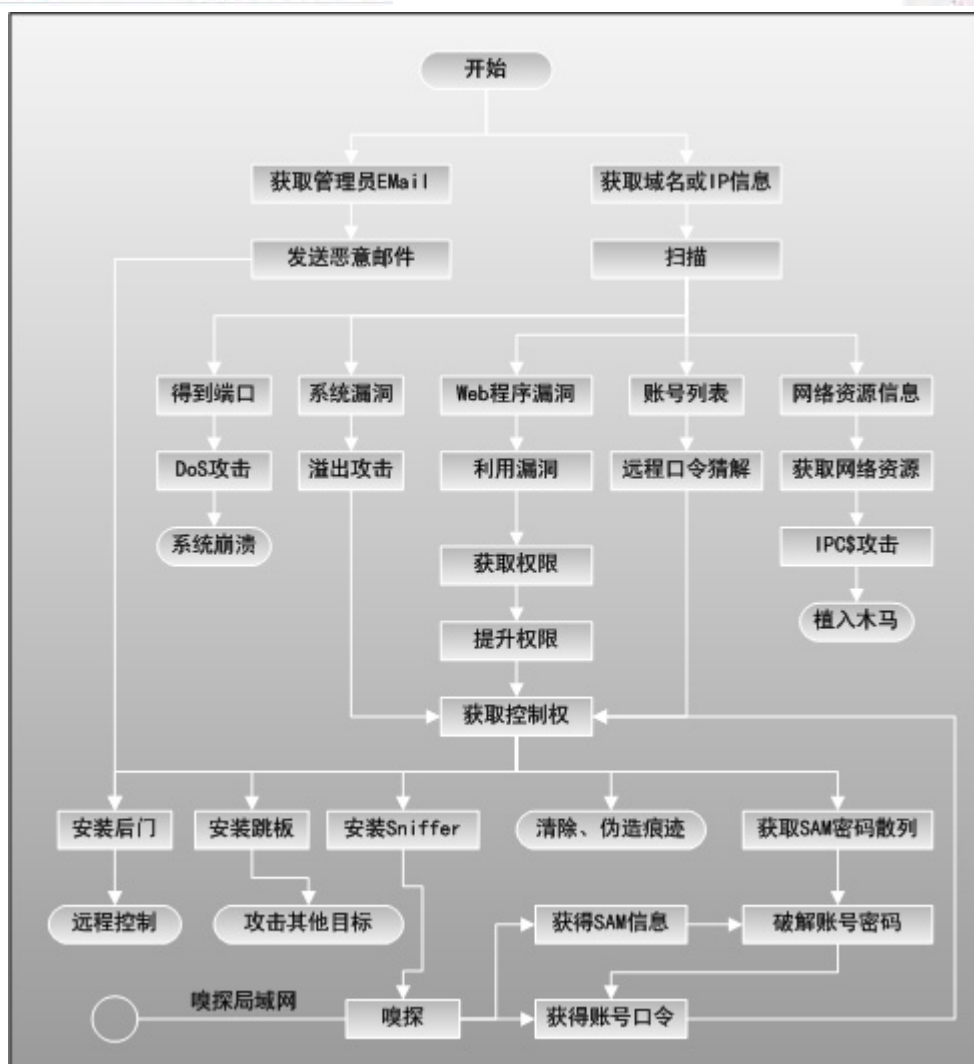 开始
获取管理员EMail
获取域名或IP信息
发送恶意邮件
扫描
得到端口
系统漏洞
Web程序漏洞
账号列表
网络资源信息
DoS攻击
溢出攻击
利用漏洞
远程口令猜解
获取网络资源
系统崩溃
获取权限
IPC$攻击
提升权限
植入木马
获取控制权
安装后门
安装跳板
安装Sniffer
清除、伪造痕迹
获取SAM密码散列
远程控制
攻击其他目标
获得SAM信息
破解账号密码
嗅探局域网
嗅探
获得账号口令